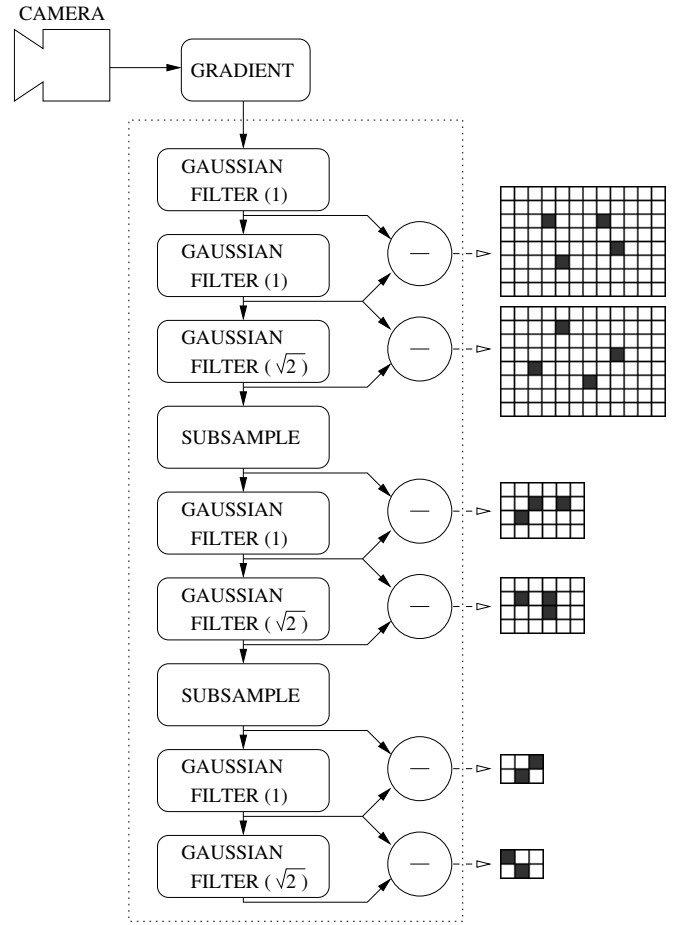 CAMERA
GRADIENT
GAUSSIAN
FILTER (1)
GAUSSIAN
FILTER (1)
GAUSSIAN
FILTER ( √2 )
SUBSAMPLE
GAUSSIAN
FILTER (1)
GAUSSIAN
FILTER ( √2 )
SUBSAMPLE
GAUSSIAN
FILTER (1)
GAUSSIAN
FILTER ( √2 )